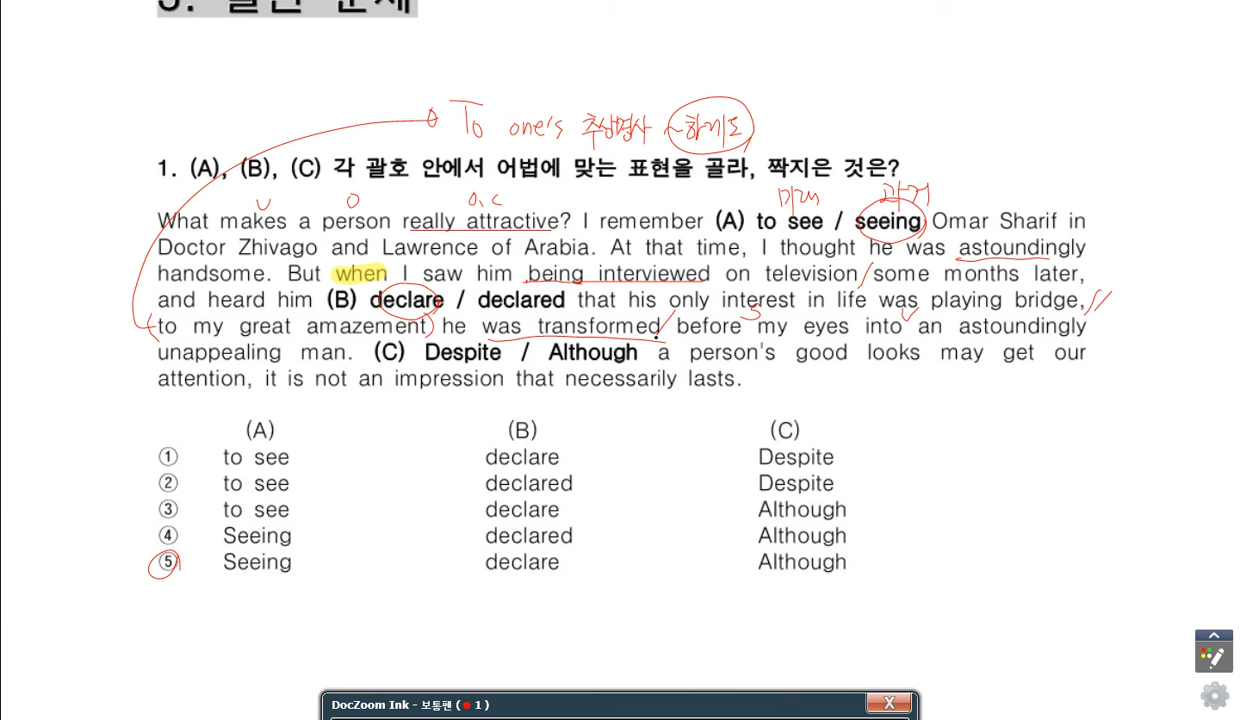 3. 출전 문제
To one's 추상명사 ~하게도
1. (A), (B), (C) 각 괄호 안에서 어법에 맞는 표현을 골라, 짝지은 것은?
V O O.C 미래 과거
What makes a person really attractive? I remember (A) to see / seeing Omar Sharif in
Doctor Zhivago and Lawrence of Arabia. At that time, I thought he was astoundingly
handsome. But when I saw him being interviewed on television some months later,
and heard him (B) declare / declared that his only interest in life was playing bridge,
S V
to my great amazement he was transformed before my eyes into an astoundingly
unappealing man. (C) Despite / Although a person's good looks may get our
attention, it is not an impression that necessarily lasts.
(A) (B) (C)
① to see declare Despite
② to see declared Despite
③ to see declare Although
④ Seeing declared Although
⑤ Seeing declare Although
DocZoom Ink - 보통펜 ( 1 ) X